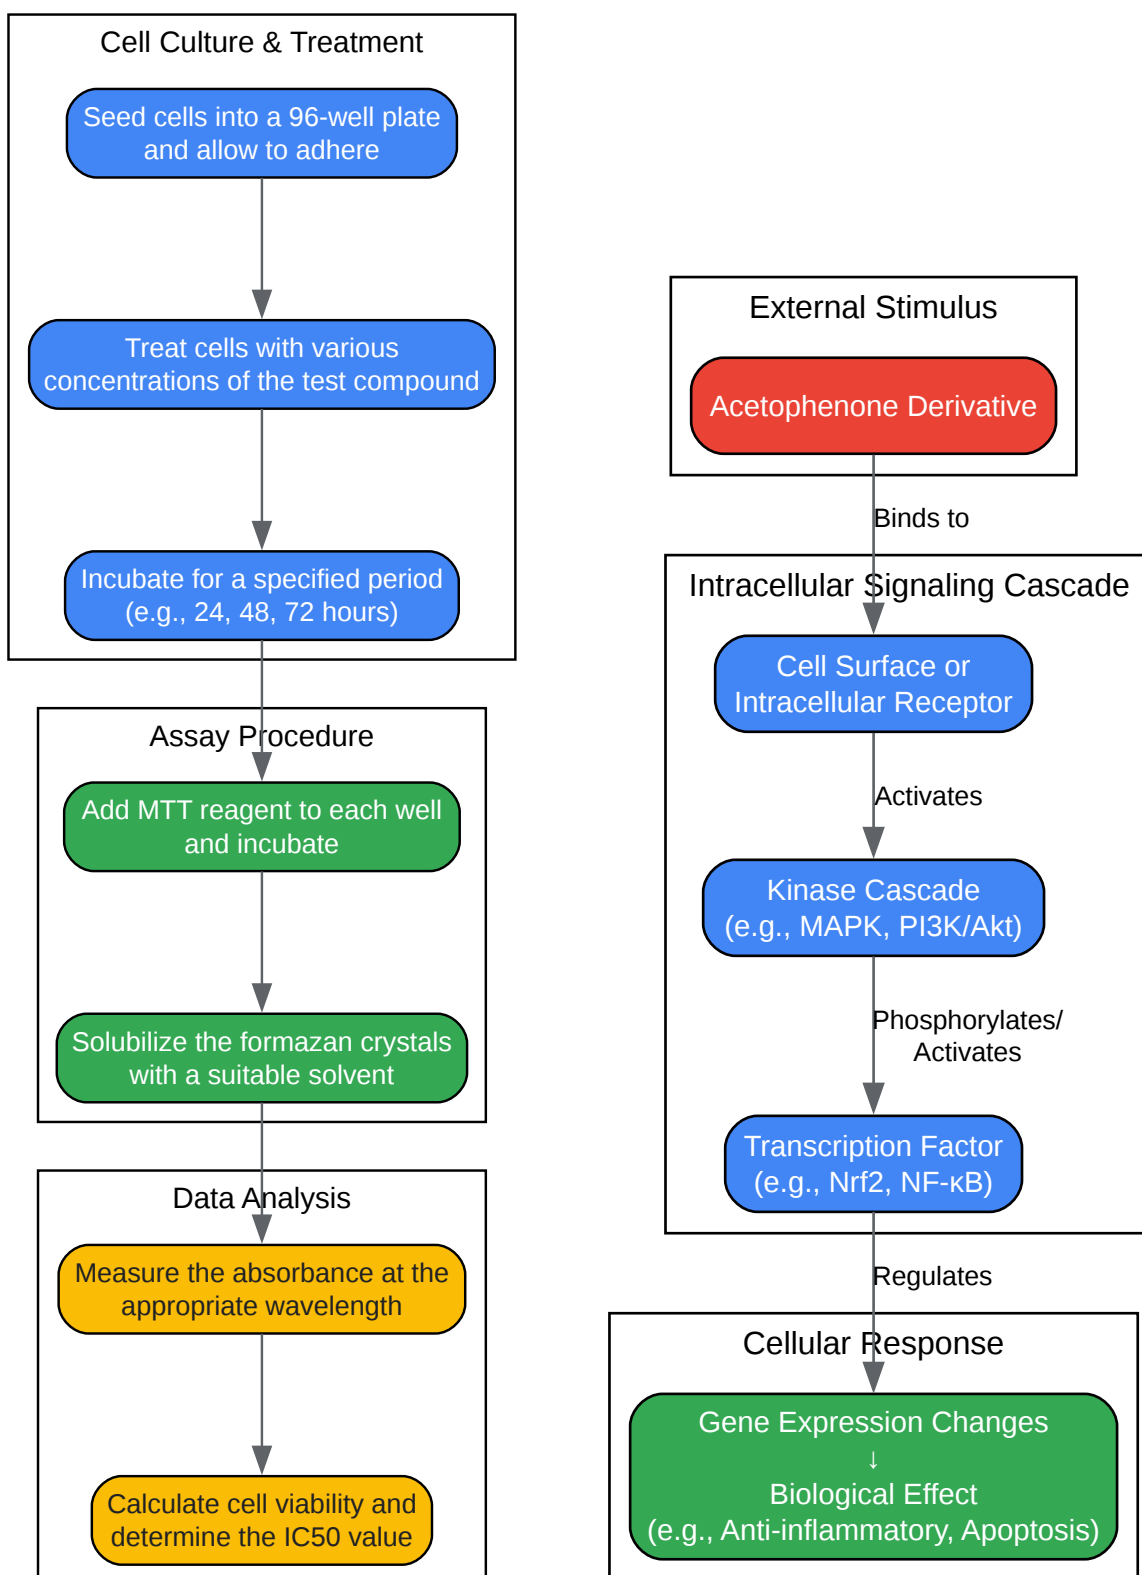 Cell Culture & Treatment
Seed cells into a 96-well plate
and allow to adhere
Treat cells with various
concentrations of the test compound
Incubate for a specified period
(e.g., 24, 48, 72 hours)
Assay Procedure
Add MTT reagent to each well
and incubate
Solubilize the formazan crystals
with a suitable solvent
Data Analysis
Measure the absorbance at the
appropriate wavelength
Calculate cell viability and
determine the IC50 value
External Stimulus
Acetophenone Derivative
Binds to
Intracellular Signaling Cascade
Cell Surface or
Intracellular Receptor
Activates
Kinase Cascade
(e.g., MAPK, PI3K/Akt)
Phosphorylates/
Activates
Transcription Factor
(e.g., Nrf2, NF-κB)
Regulates
Cellular Response
Gene Expression Changes
↓
Biological Effect
(e.g., Anti-inflammatory, Apoptosis)